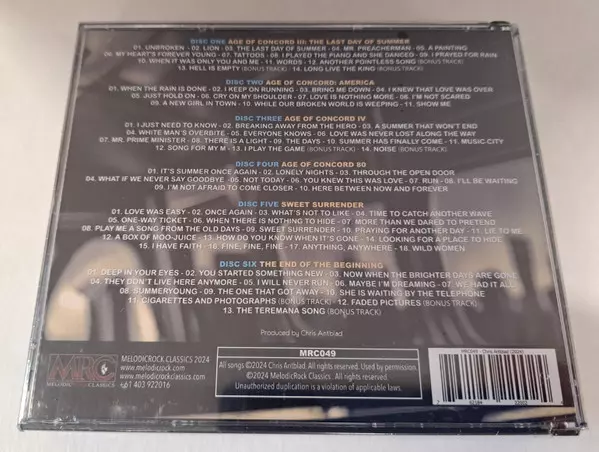 DISC ONE AGE OF CONCORD III: THE LAST DAY OF SUMMER
01. UNBROKEN - 02. LION - 03. THE LAST DAY OF SUMMER - 04. MR. PREACHERMAN - 05. A PAINTING
06. MY HEART'S FOREVER YOUNG - 07. TATTOOS - 08. I PLAYED THE PIANO AND SHE DANCED - 09. I PRAYED FOR RAIN
10. WHEN IT WAS ONLY YOU AND ME - 11. WORDS - 12. ANOTHER POINTLESS SONG (BONUS TRACK)
13. HELL IS EMPTY (BONUS TRACK) - 14. LONG LIVE THE KING (BONUS TRACK)
DISC TWO AGE OF CONCORD: AMERICA
01. WHEN THE RAIN IS DONE - 02. I KEEP ON RUNNING - 03. BRING ME DOWN - 04. I KNEW THAT LOVE WAS OVER
05. JUST HOLD ON - 06. CRY ON MY SHOULDER - 07. LOVE IS NOTHING MORE - 08. I'M NOT SCARED
09. A NEW GIRL IN TOWN - 10. WHILE OUR BROKEN WORLD IS WEEPING - 11. SHOW ME
DISC THREE AGE OF CONCORD IV
01. I JUST NEED TO KNOW - 02. BREAKING AWAY FROM THE HERO - 03. A SUMMER THAT WON'T END
04. WHITE MAN'S OVERBITE - 05. EVERYONE KNOWS - 06. LOVE WAS NEVER LOST ALONG THE WAY
07. MR. PRIME MINISTER - 08. THERE IS A LIGHT - 09. THE DAYS - 10. SUMMER HAS FINALLY COME - 11. MUSIC-CITY
12. SONG FOR MY M - 13. I PLAY THE GAME (BONUS TRACK) - 14. NOISE (BONUS TRACK)
DISC FOUR AGE OF CONCORD 80
01. IT'S SUMMER ONCE AGAIN - 02. LONELY NIGHTS - 03. THROUGH THE OPEN DOOR
04. WHAT IF WE NEVER SAY GOODBYE - 05. NOT TODAY - 06. YOU KNEW THIS WAS LOVE - 07. RUN - 08. I'LL BE WAITING
09. I'M NOT AFRAID TO COME CLOSER - 10. HERE BETWEEN NOW AND FOREVER
DISC FIVE SWEET SURRENDER
01. LOVE WAS EASY - 02. ONCE AGAIN - 03. WHAT'S NOT TO LIKE - 04. TIME TO CATCH ANOTHER WAVE
05. ONE-WAY TICKET - 06. WHEN THERE IS NOTHING TO HIDE - 07. MORE THAN WE DARED TO PRETEND
08. PLAY ME A SONG FROM THE OLD DAYS - 09. SWEET SURRENDER - 10. PRAYING FOR ANOTHER DAY - 11. LIE TO ME
12. A BOX OF MOO-JUICE - 13. HOW DO YOU KNOW WHEN IT'S GONE - 14. LOOKING FOR A PLACE TO HIDE
15. I HAVE FAITH - 16. FINE, FINE, FINE - 17. ANYTHING, ANYWHERE - 18. WILD WOMEN
DISC SIX THE END OF THE BEGINNING
01. DEEP IN YOUR EYES - 02. YOU STARTED SOMETHING NEW - 03. NOW WHEN THE BRIGHTER DAYS ARE GONE
04. THEY DON'T LIVE HERE ANYMORE - 05. I WILL NEVER RUN - 06. MAYBE I'M DREAMING - 07. WE HAD IT ALL
08. SUMMERYOUNG - 09. THE ONE THAT GOT AWAY - 10. SHE IS WAITING BY THE TELEPHONE
11. CIGARETTES AND PHOTOGRAPHS (BONUS TRACK) - 12. FADED PICTURES (BONUS TRACK)
13. THE TEREMANA SONG (BONUS TRACK)
Produced by Chris Antblad
MRC
MELODIC CLASSICS
MELODICROCK CLASSICS 2024
www.melodicrock.com
www.melodicrock.com
+61 403 922016
MRC049
All songs ©2024 Chris Antblad. All rights reserved. Used by permission.
©2024 MelodicRock Classics. All rights reserved.
Unauthorized duplication is a violation of applicable laws.
MRC049 - Chris Antblad (2024)